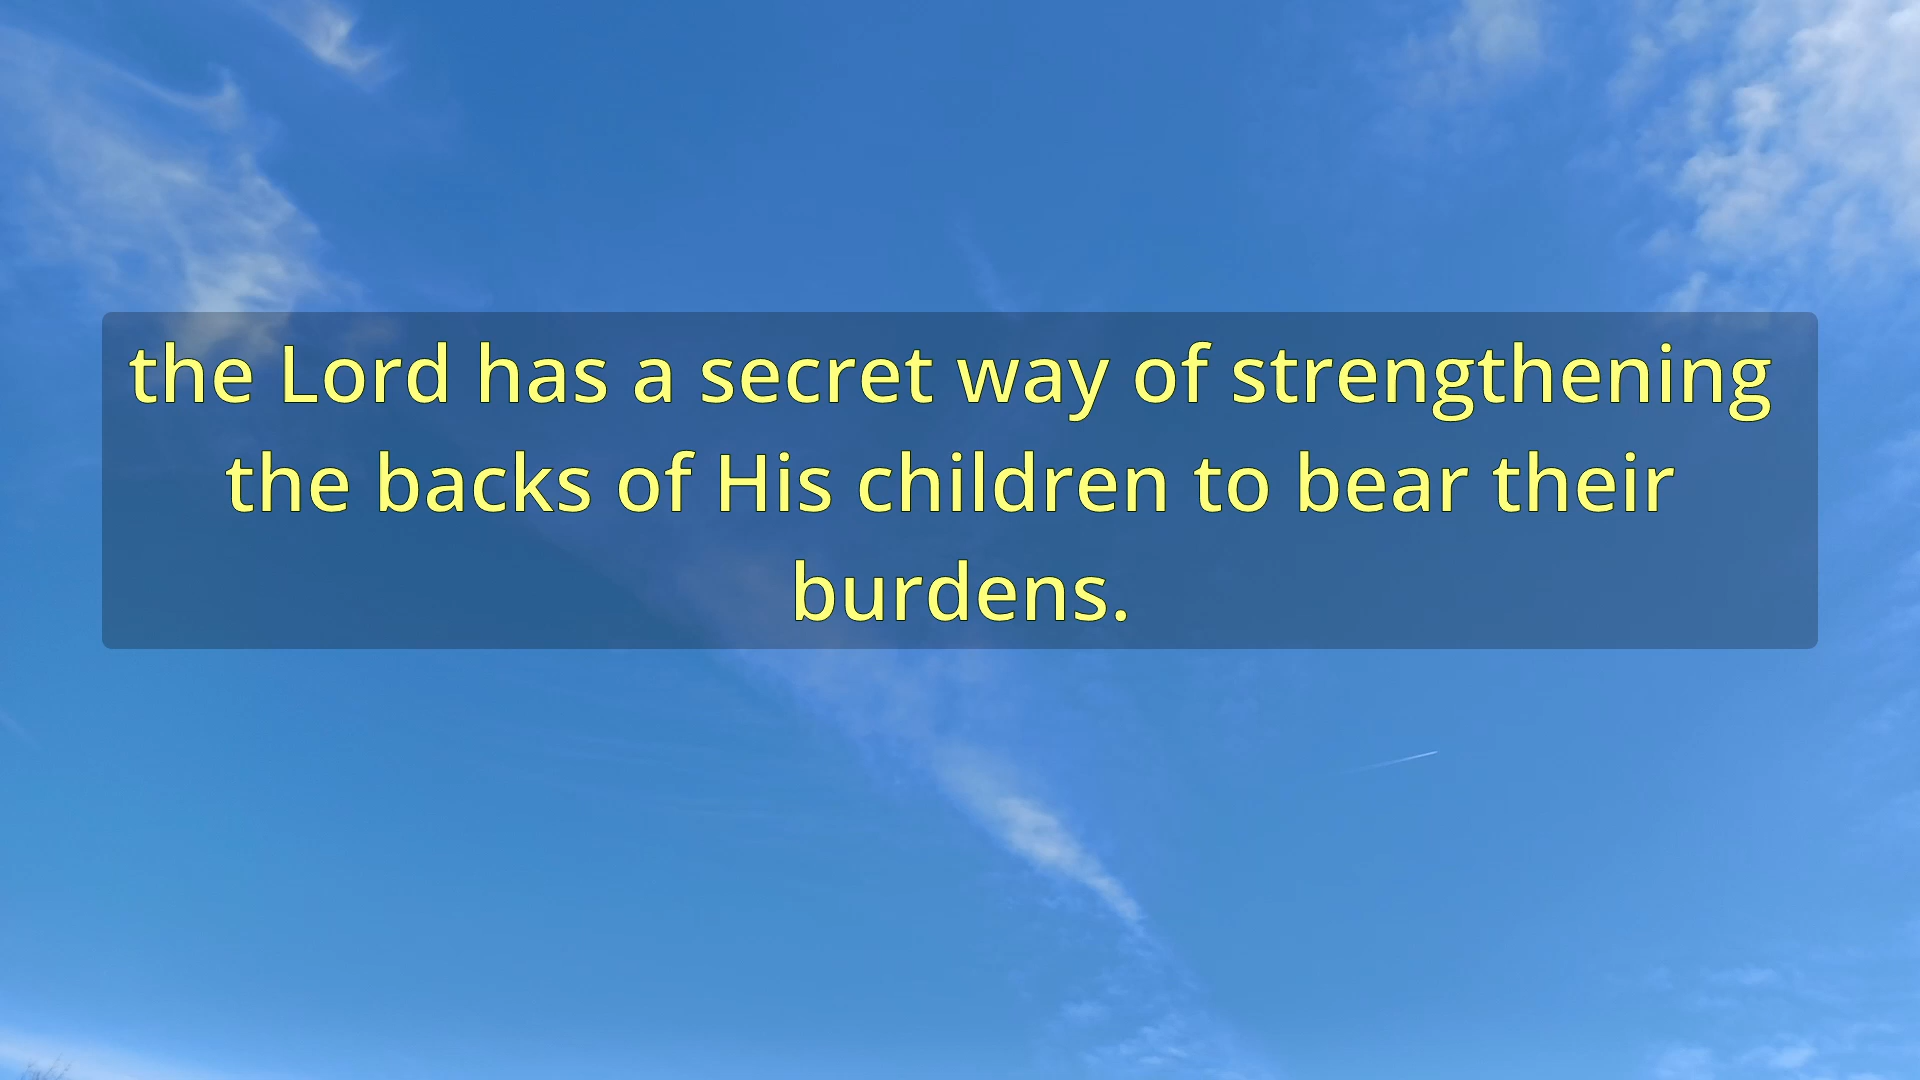 the Lord has a secret way of strengthening
the backs of His children to bear their
burdens.